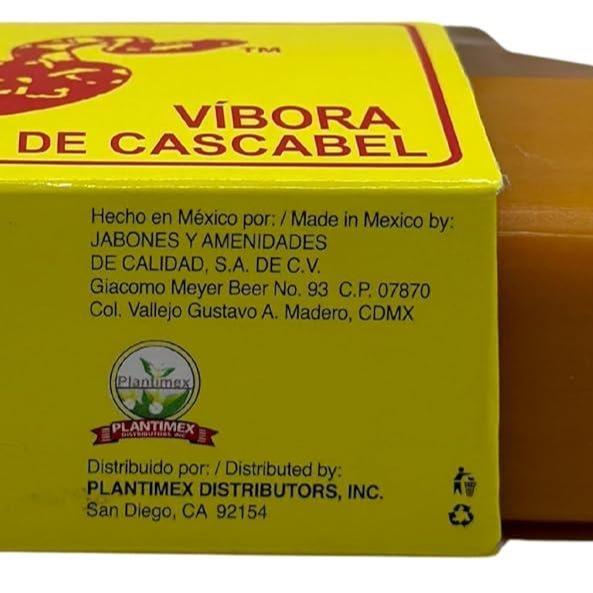 TM
VÍBORA
DE CASCABEL
Hecho en México por: / Made in Mexico by:
JABONES Y AMENIDADES
DE CALIDAD, S.A. DE C.V.
Giacomo Meyer Beer No. 93 C.P. 07870
Col. Vallejo Gustavo A. Madero, CDMX
Plantimex
PLANTIMEX
DISTRIBUTORS INC
Distribuido por: / Distributed by:
PLANTIMEX DISTRIBUTORS, INC.
San Diego, CA 92154